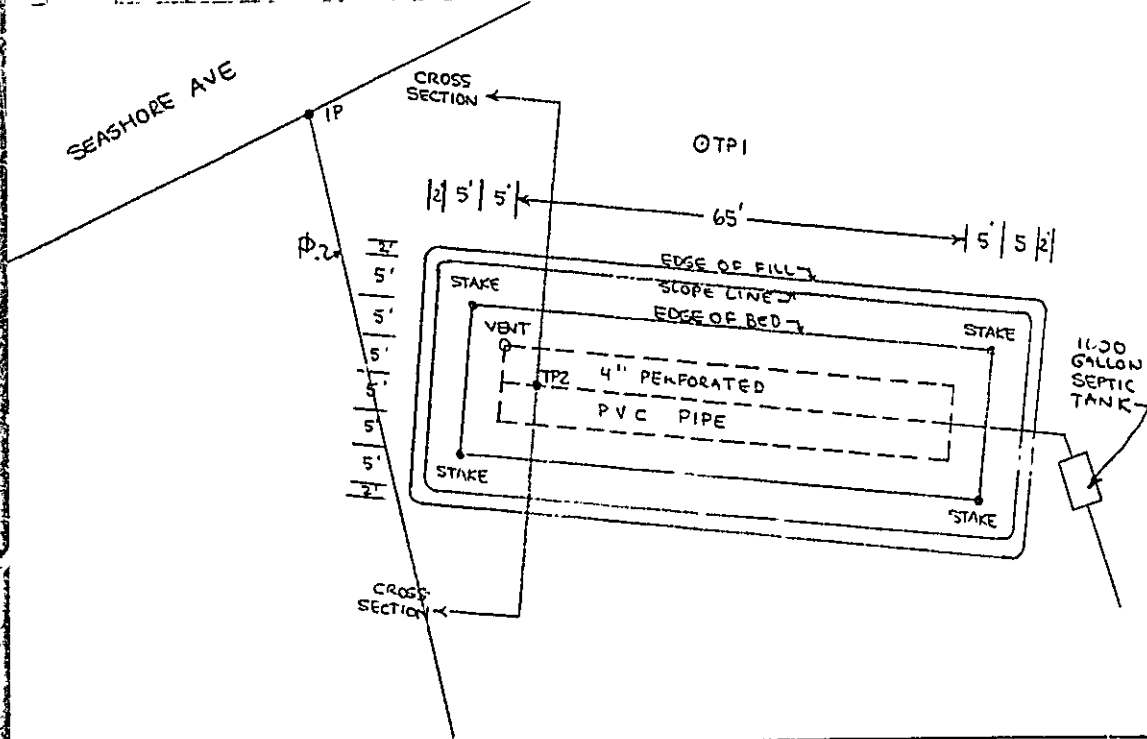 SEASHORE AVE
IP
CROSS
SECTION
TP1
2' 5' 5'
65'
5' 5 2'
2'
5'
5'
5'
5'
5'
5'
2'
EDGE OF FILL
SLOPE LINE
EDGE OF BED
STAKE
STAKE
VENT
TP2
4" PERFORATED
PVC PIPE
GALLON
SEPTIC
TANK
STAKE
STAKE
CROSS
SECTION